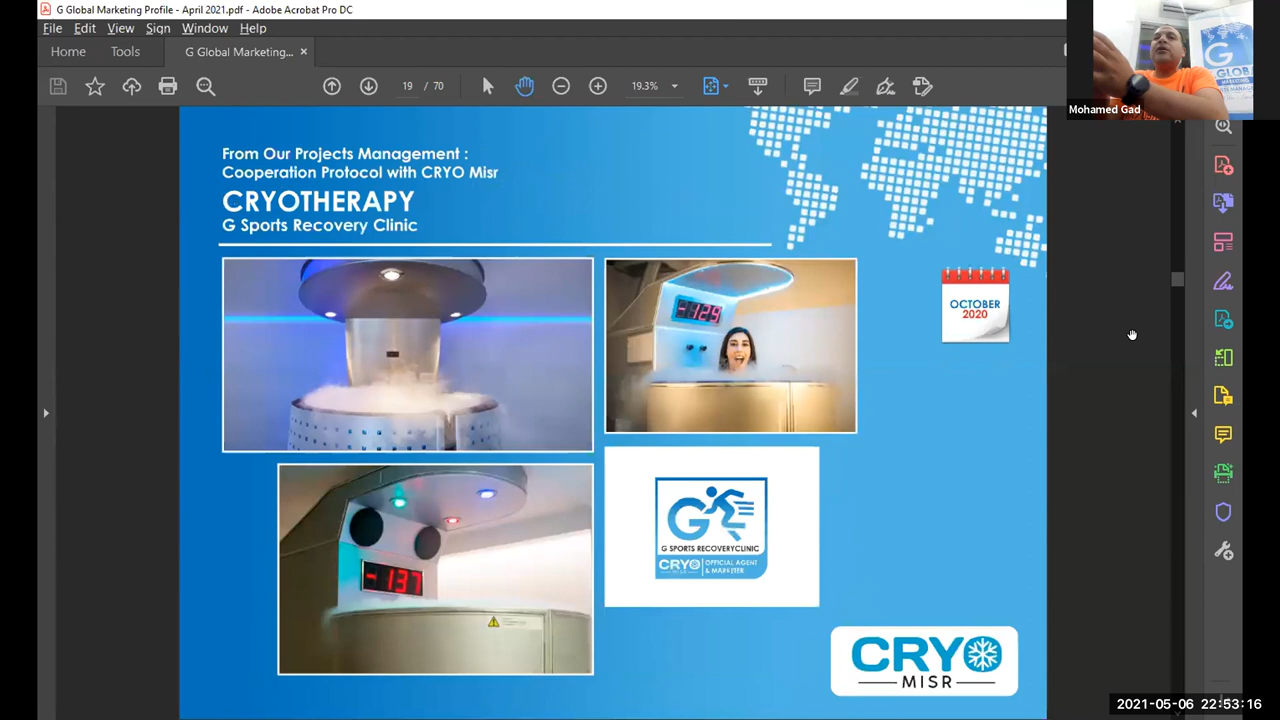 G Global Marketing Profile - April 2021.pdf - Adobe Acrobat Pro DC
File Edit View Sign Window Help
Home Tools G Global Marketing... ×
19 / 70 19.3%
Mohamed Gad
G
GLOBAL
From Our Projects Management :
Cooperation Protocol with CRYO Misr
CRYOTHERAPY
G Sports Recovery Clinic
OCTOBER
2020
-129
-137
G SPORTS RECOVERYCLINIC
CRYO OFFICIAL AGENT
& MARKETER
CRYO
MISR
2021-05-06 22:53:16